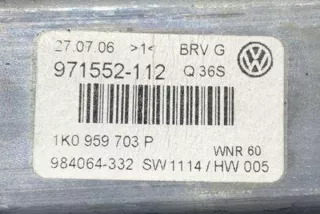 27.07.06 >1< BRV G
971552-112 Q 36S
1K0 959 703 P
WNR 60
984064-332 SW 1114 / HW 005